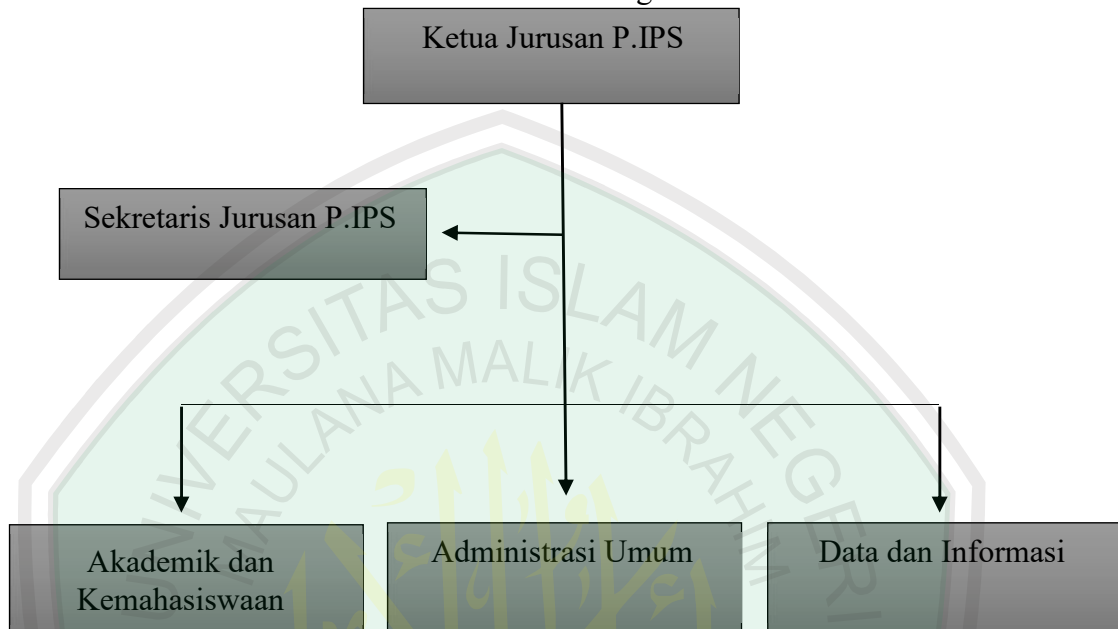 Ketua Jurusan P.IPS
Sekretaris Jurusan P.IPS
UNIVERSITAS ISLAM NEGERI
MAULANA MALIK IBRAHIM
Akademik dan
Kemahasiswaan
Administrasi Umum
Data dan Informasi